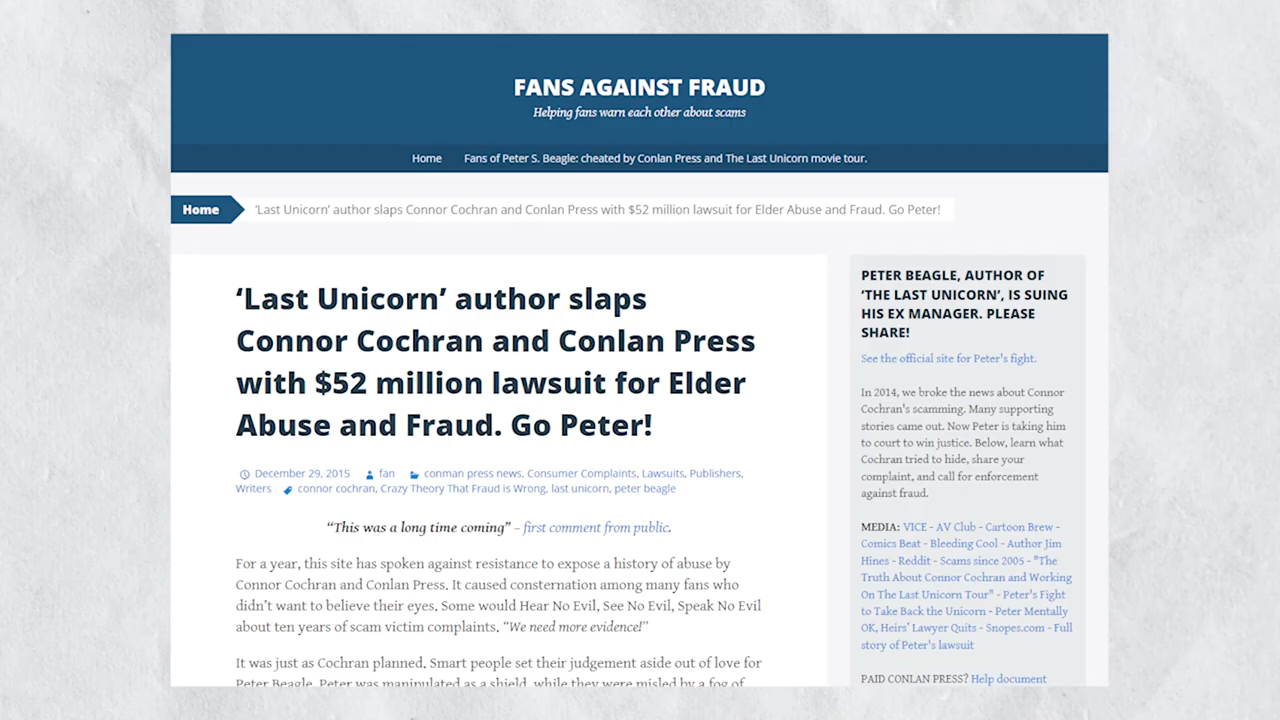 FANS AGAINST FRAUD
Helping fans warn each other about scams
Home Fans of Peter S. Beagle: cheated by Conlan Press and The Last Unicorn movie tour.
Home ‘Last Unicorn’ author slaps Connor Cochran and Conlan Press with $52 million lawsuit for Elder Abuse and Fraud. Go Peter!
‘Last Unicorn’ author slaps
Connor Cochran and Conlan Press
with $52 million lawsuit for Elder
Abuse and Fraud. Go Peter!
December 29, 2015 fan conman press news, Consumer Complaints, Lawsuits, Publishers,
Writers connor cochran, Crazy Theory That Fraud is Wrong, last unicorn, peter beagle
“This was a long time coming” – first comment from public.
For a year, this site has spoken against resistance to expose a history of abuse by
Connor Cochran and Conlan Press. It caused consternation among many fans who
didn’t want to believe their eyes. Some would Hear No Evil, See No Evil, Speak No Evil
about ten years of scam victim complaints. “We need more evidence!”
It was just as Cochran planned. Smart people set their judgement aside out of love for
Peter Beagle. Peter was manipulated as a shield, while they were misled by a fog of
PETER BEAGLE, AUTHOR OF
‘THE LAST UNICORN’, IS SUING
HIS EX MANAGER. PLEASE
SHARE!
See the official site for Peter's fight.
In 2014, we broke the news about Connor
Cochran's scamming. Many supporting
stories came out. Now Peter is taking him
to court to win justice. Below, learn what
Cochran tried to hide, share your
complaint, and call for enforcement
against fraud.
MEDIA: VICE - AV Club - Cartoon Brew -
Comics Beat - Bleeding Cool - Author Jim
Hines - Reddit - Scams since 2005 - "The
Truth About Connor Cochran and Working
On The Last Unicorn Tour" - Peter's Fight
to Take Back the Unicorn - Peter Mentally
OK, Heirs' Lawyer Quits - Snopes.com - Full
story of Peter's lawsuit
PAID CONLAN PRESS? Help document